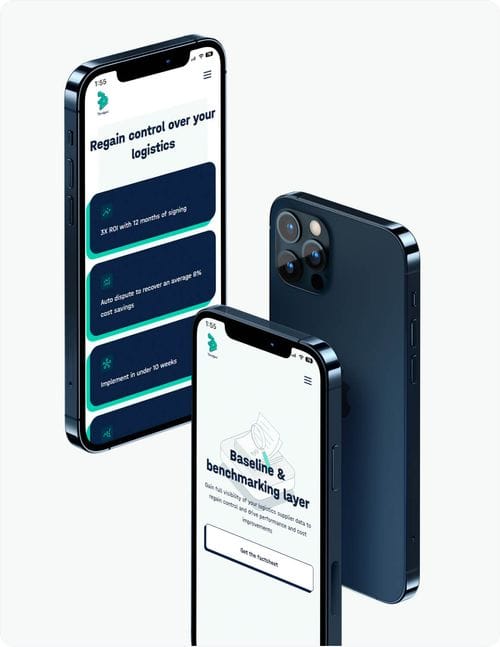 1:55
Regain control over your
logistics
3X ROI with 12 months of signing
Auto dispute to recover an average 8%
cost savings
Implement in under 10 weeks
1:55
Baseline &
benchmarking layer
Gain full visibility of your logistics supplier data to
regain control and drive performance and cost
improvements
Get the factsheet